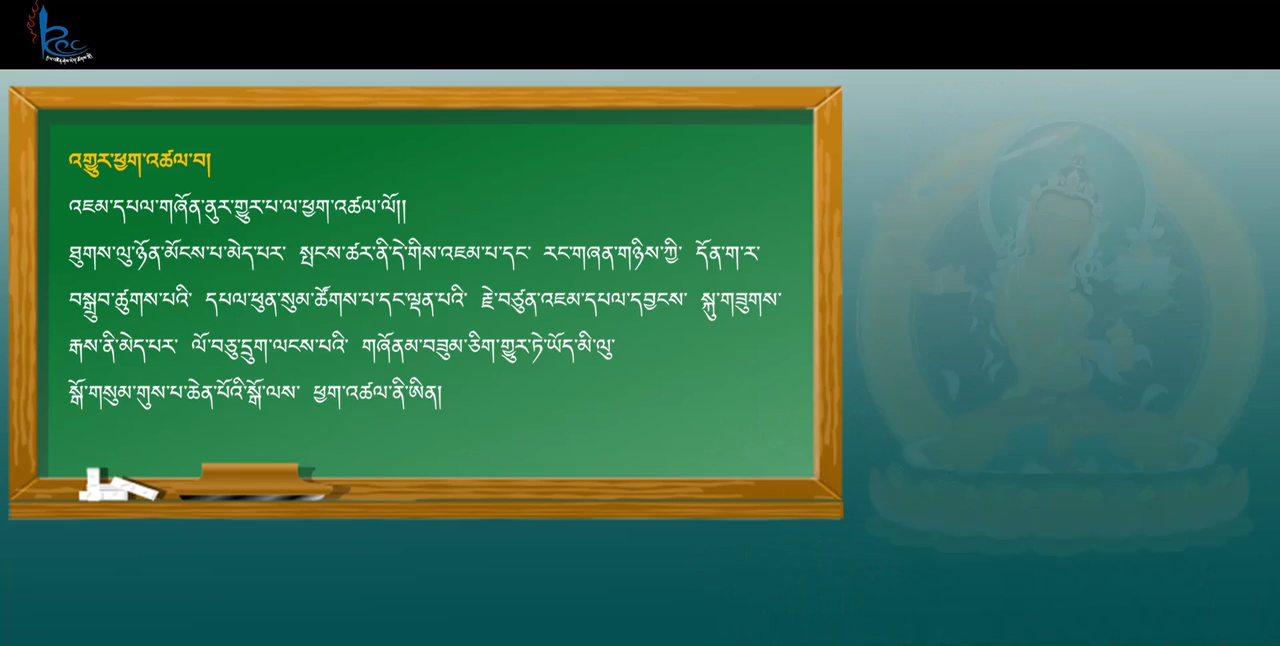 འགྱུར་ཕྱག་འཚལ་བ།
འཇམ་དཔལ་གཞོན་ནུར་གྱུར་པ་ལ་ཕྱག་འཚལ་ལོ།།
ཐུགས་ལུ་ཉོན་མོངས་པ་མེད་པར་ སྤངས་ཚར་ནི་དེ་གིས་འཇམ་པ་དང་ རང་གཞན་གཉིས་ཀྱི་ དོན་ག་ར་
བསྒྲུབ་ཚུགས་པའི་ དཔལ་ཕུན་སུམ་ཚོགས་པ་དང་ལྡན་པའི་ རྗེ་བཙུན་འཇམ་དཔལ་དབྱངས་ སྐུ་གཟུགས་
རྒས་ནི་མེད་པར་ ལོ་བཅུ་དྲུག་ལངས་པའི་ གཞོནམ་བཟུམ་ཅིག་གྱུར་ཏེ་ཡོད་མི་ལུ་
སྒོ་གསུམ་གུས་པ་ཆེན་པོའི་སྒོ་ལས་ ཕྱག་འཚལ་ནི་ཨིན།